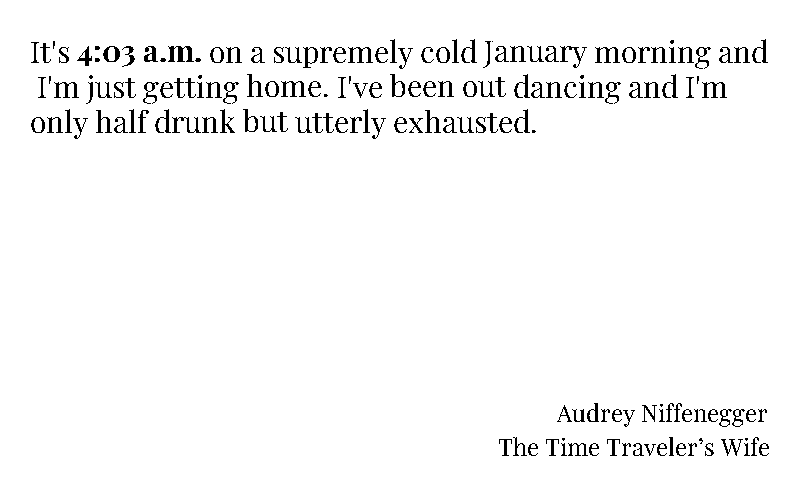 It's 4:03 a.m. on a supremely cold January morning and
I'm just getting home. I've been out dancing and I'm
only half drunk but utterly exhausted.
Audrey Niffenegger
The Time Traveler’s Wife